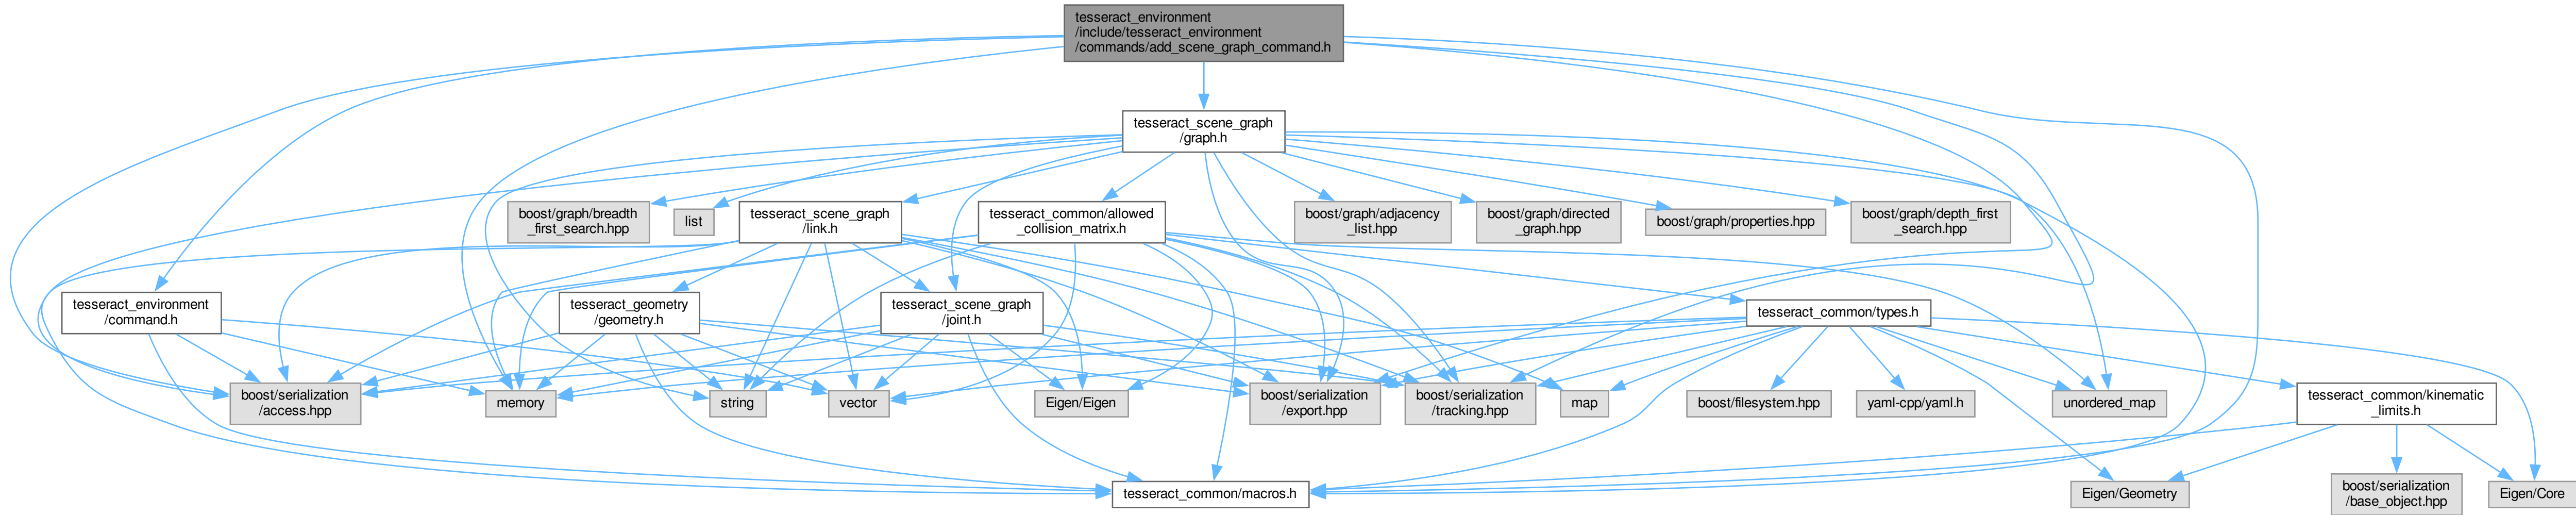 tesseract_environment
/include/tesseract_environment
/commands/add_scene_graph_command.h
tesseract_scene_graph
/graph.h
boost/graph/breadth
_first_search.hpp
list
tesseract_scene_graph
/link.h
tesseract_common/allowed
_collision_matrix.h
boost/graph/adjacency
_list.hpp
boost/graph/directed
_graph.hpp
boost/graph/properties.hpp
boost/graph/depth_first
_search.hpp
tesseract_environment
/command.h
tesseract_geometry
/geometry.h
tesseract_scene_graph
/joint.h
tesseract_common/types.h
boost/serialization
/access.hpp
memory
string
vector
Eigen/Eigen
boost/serialization
/export.hpp
boost/serialization
/tracking.hpp
map
boost/filesystem.hpp
yaml-cpp/yaml.h
unordered_map
tesseract_common/kinematic
_limits.h
tesseract_common/macros.h
Eigen/Geometry
boost/serialization
/base_object.hpp
Eigen/Core